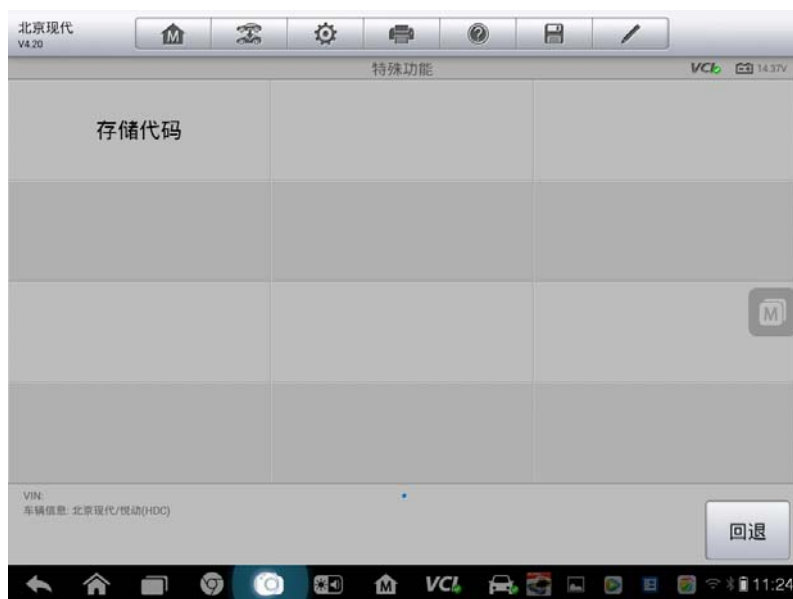 北京现代
V4.20
M
特殊功能
VCI
14.37V
存储代码
M
VIN:
车辆信息: 北京现代/悦动(HDC)
回退
M
VCI
11:24